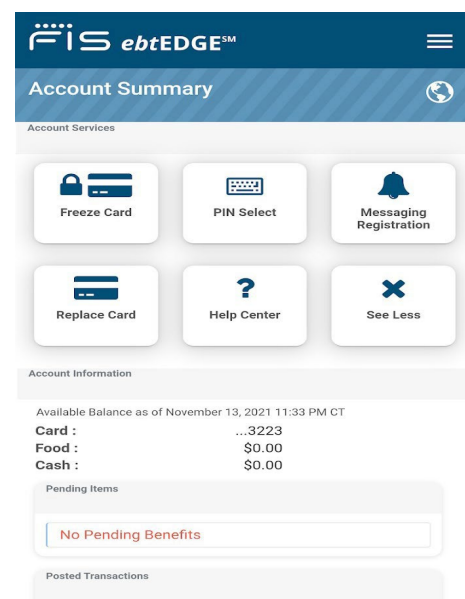 FIS ebtEDGE℠
Account Summary
Account Services
Freeze Card
PIN Select
Messaging
Registration
Replace Card
Help Center
See Less
Account Information
Available Balance as of November 13, 2021 11:33 PM CT
Card : ...3223
Food : $0.00
Cash : $0.00
Pending Items
No Pending Benefits
Posted Transactions